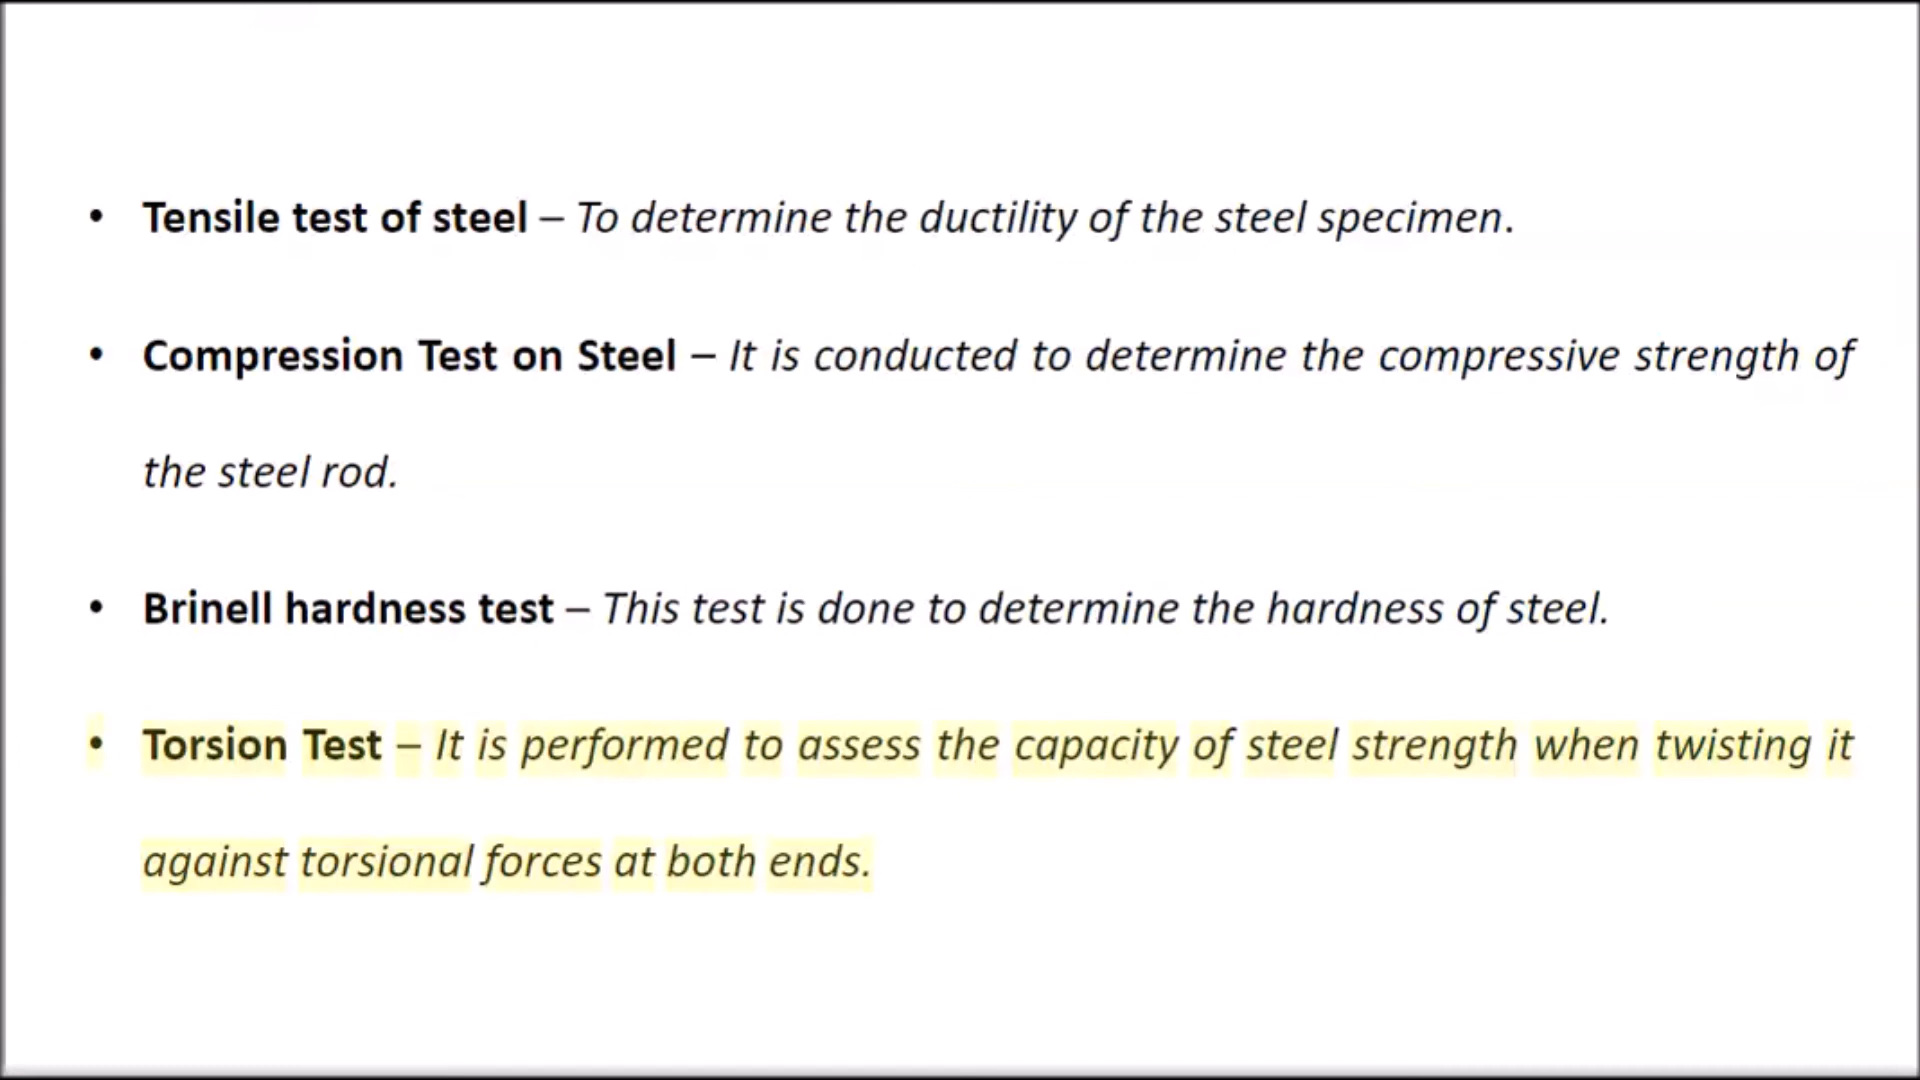 • Tensile test of steel – To determine the ductility of the steel specimen.
• Compression Test on Steel – It is conducted to determine the compressive strength of
the steel rod.
• Brinell hardness test – This test is done to determine the hardness of steel.
• Torsion Test – It is performed to assess the capacity of steel strength when twisting it
against torsional forces at both ends.